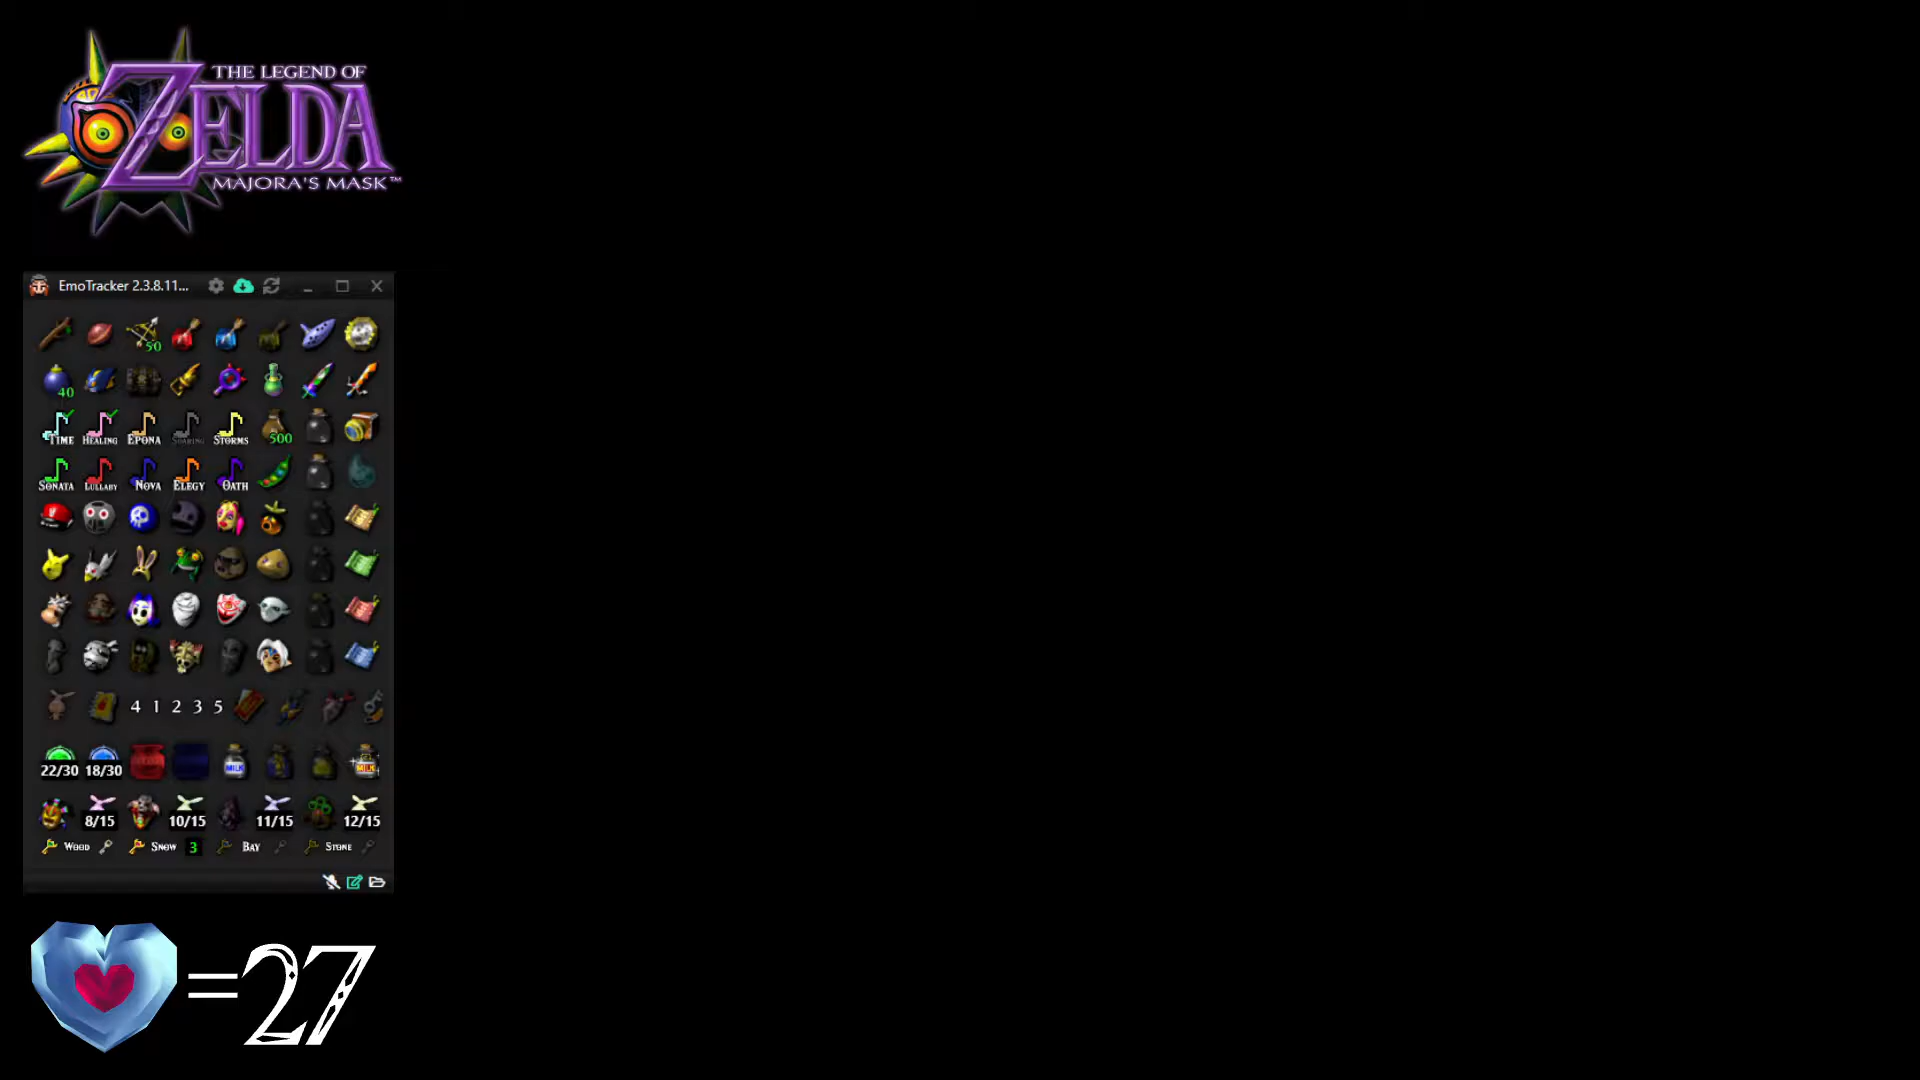 THE LEGEND OF
ZELDA
MAJORA'S MASK™
EmoTracker 2.3.8.11...
50
40
TIME HEALING EPONA SOARING STORMS 500
SONATA LULLABY NOVA ELEGY OATH
4 1 2 3 5
22/30 18/30 MILK MILK
8/15 10/15 11/15 12/15
WOOD SNOW 3 BAY STONE
=27